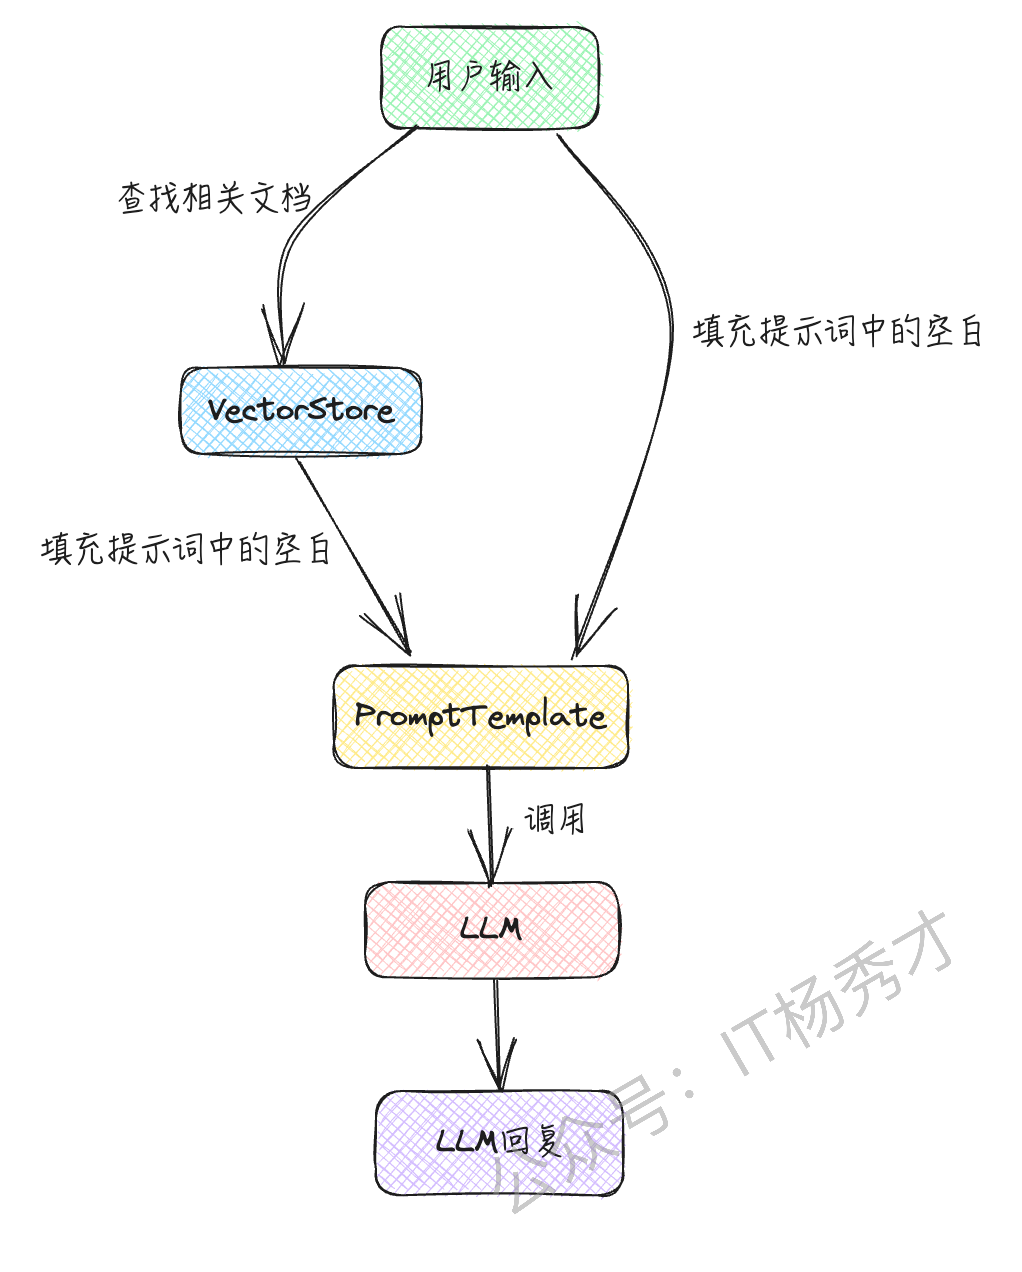 用户输入
查找相关文档
填充提示词中的空白
VectorStore
填充提示词中的空白
PromptTemplate
调用
LLM
LLM回复
公众号：IT杨秀才